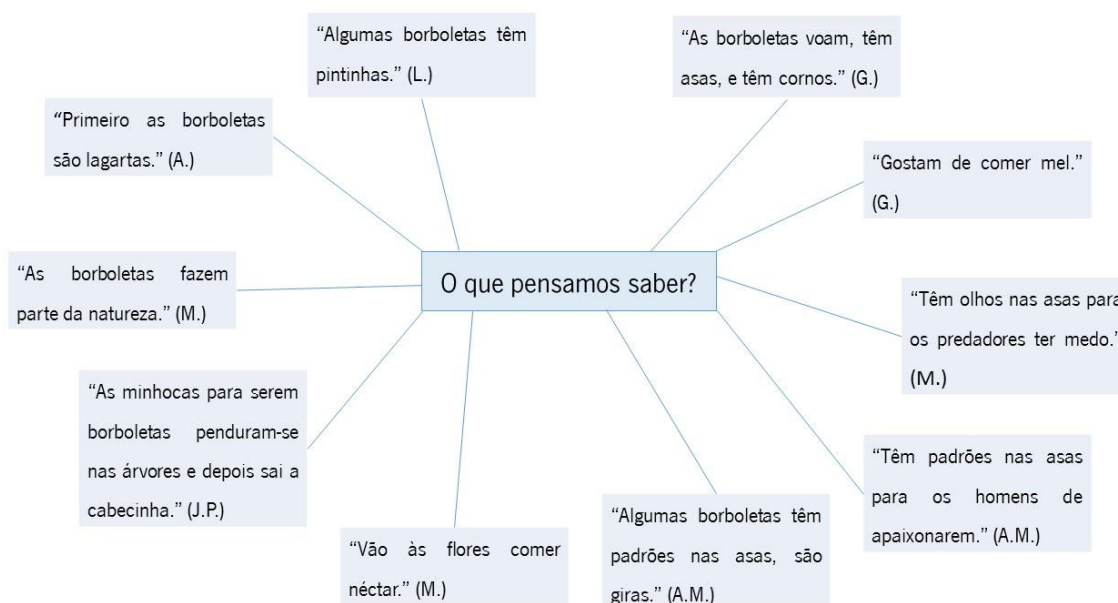 “Algumas borboletas têm
pintinhas.” (L.)
“As borboletas voam, têm
asas, e têm cornos.” (G.)
“Primeiro as borboletas
são lagartas.” (A.)
“Gostam de comer mel.”
(G.)
“As borboletas fazem
parte da natureza.” (M.)
O que pensamos saber?
“Têm olhos nas asas para
os predadores ter medo.”
(M.)
“As minhocas para serem
borboletas penduram-se
nas árvores e depois sai a
cabecinha.” (J.P.)
“Têm padrões nas asas
para os homens de
apaixonarem.” (A.M.)
“Vão às flores comer
néctar.” (M.)
“Algumas borboletas têm
padrões nas asas, são
giras.” (A.M.)